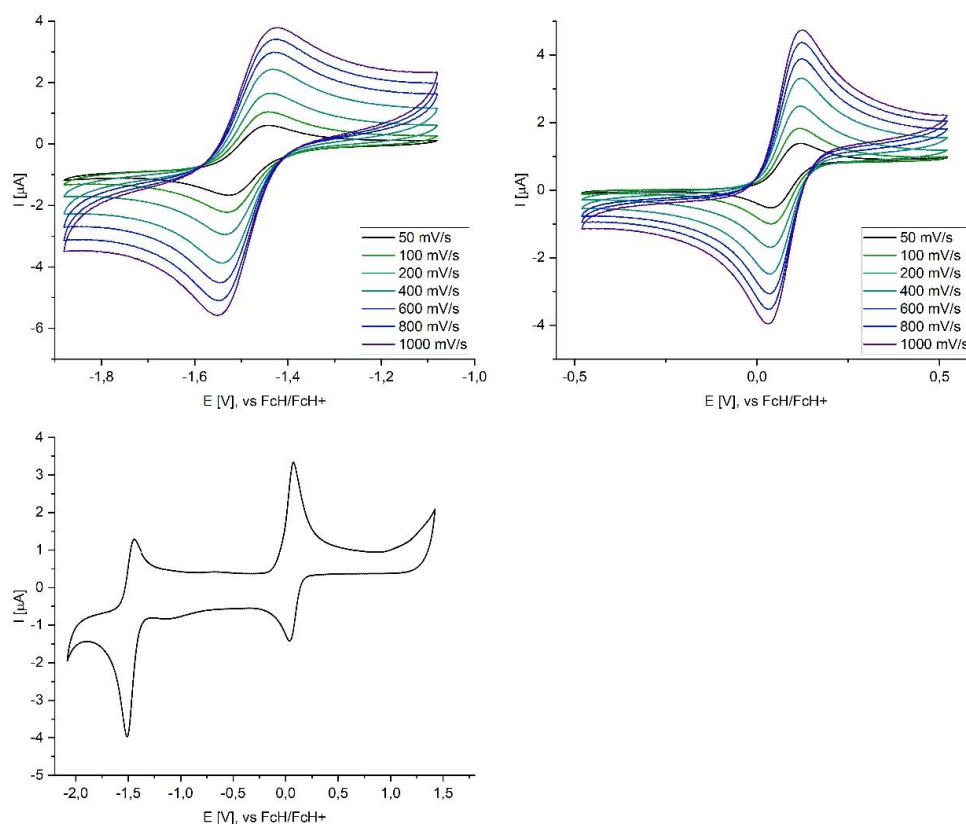 4
2
0
-2
-4
-6
I [µA]
-1,8
-1,6
-1,4
-1,2
-1,0
E [V], vs FcH/FcH+
50 mV/s
100 mV/s
200 mV/s
400 mV/s
600 mV/s
800 mV/s
1000 mV/s
4
2
0
-2
-4
I [µA]
-0,5
0,0
0,5
E [V], vs FcH/FcH+
50 mV/s
100 mV/s
200 mV/s
400 mV/s
600 mV/s
800 mV/s
1000 mV/s
4
3
2
1
0
-1
-2
-3
-4
-5
I [µA]
-2,0
-1,5
-1,0
-0,5
0,0
0,5
1,0
1,5
E [V], vs FcH/FcH+